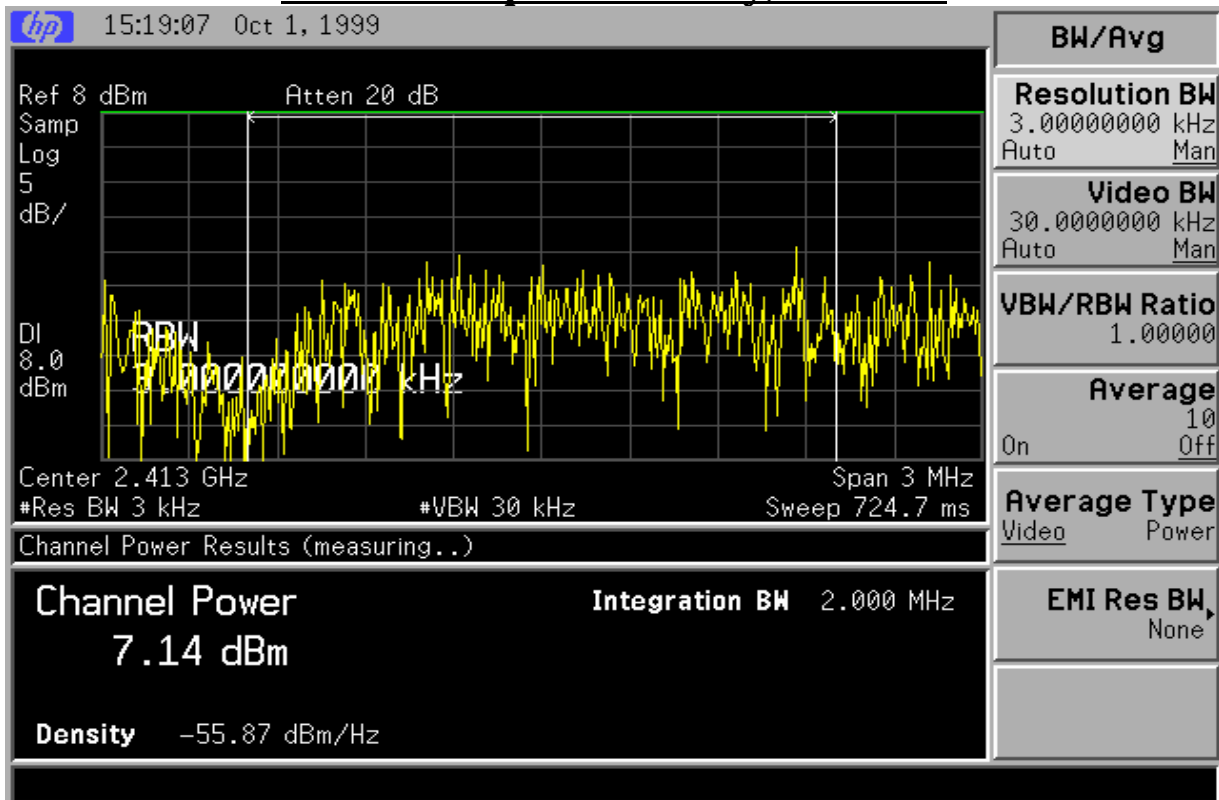 hp 15:19:07 Oct 1, 1999
Ref 8 dBm Atten 20 dB
Samp
Log
5
dB/
DI
8.0
dBm
RBW
3.000000000 kHz
Center 2.413 GHz Span 3 MHz
#Res BW 3 kHz #VBW 30 kHz Sweep 724.7 ms
Channel Power Results (measuring..)
Channel Power
7.14 dBm
Integration BW 2.000 MHz
Density -55.87 dBm/Hz
BW/Avg
Resolution BW
3.00000000 kHz
Auto Man
Video BW
30.0000000 kHz
Auto Man
VBW/RBW Ratio
1.00000
Average
10
On Off
Average Type
Video Power
EMI Res BW
None